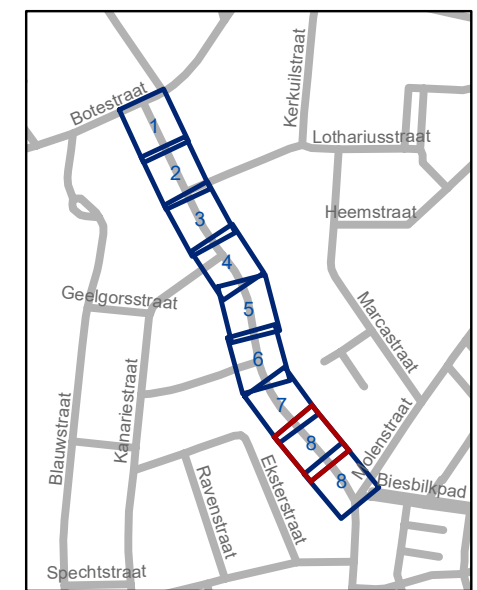 Botestraat
Kerkuilstraat
1
Lothariusstraat
2
Heemstraat
3
4
Geelgorsstraat
5
Marcastraat
6
Kanariestraat
Blauwstraat
7
Molenstraat
8
8
Biesbilkpad
Eksterstraat
Ravenstraat
Spechtstraat